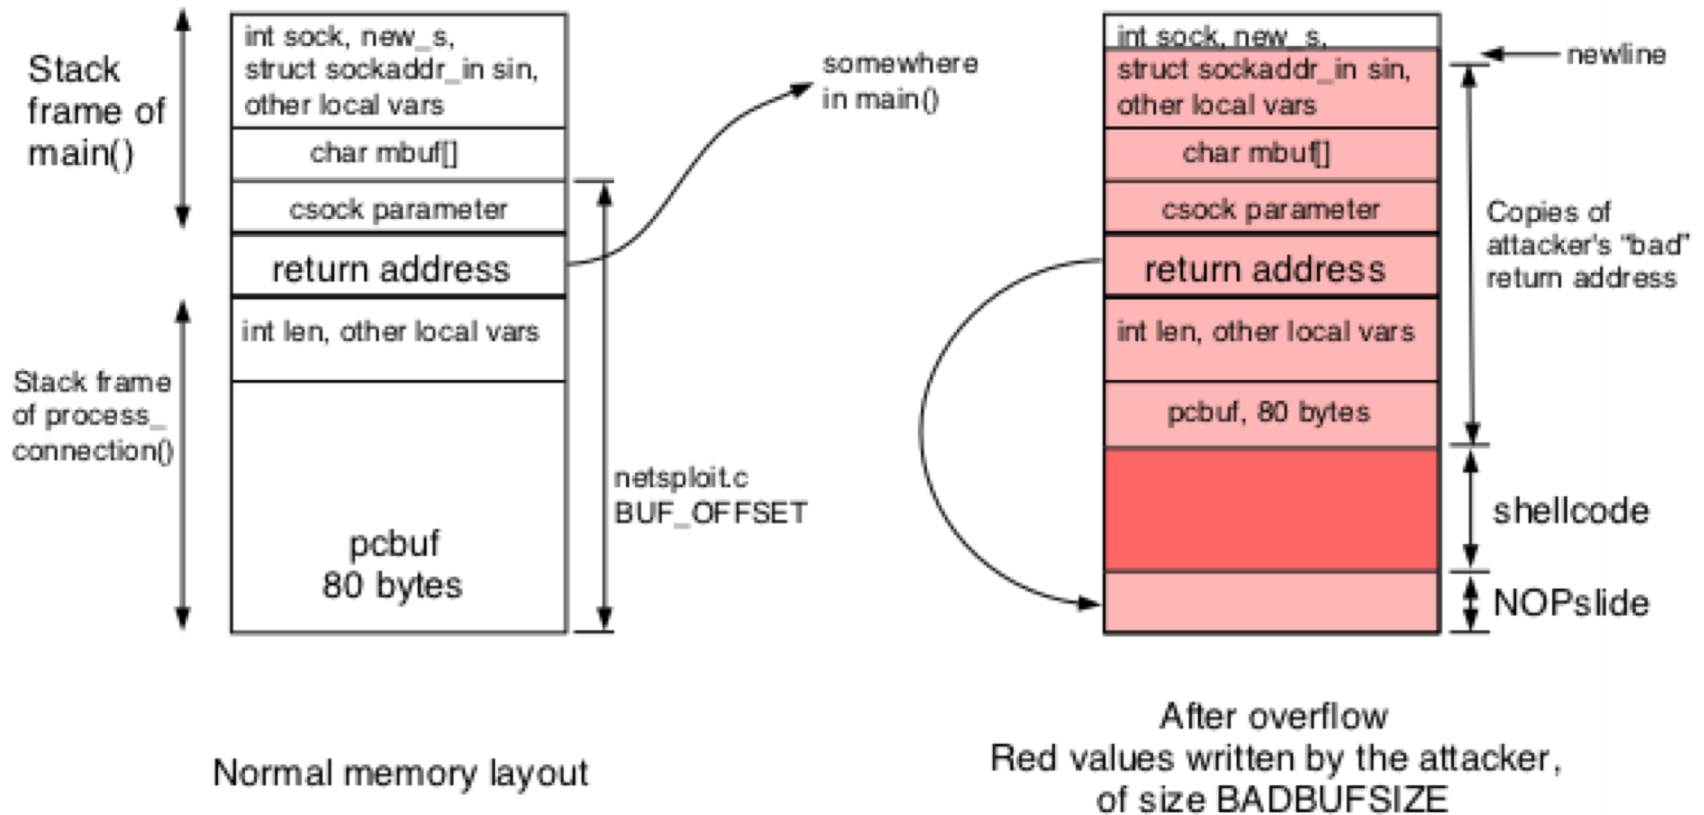 Stack
frame of
main()
int sock, new_s,
struct sockaddr_in sin,
other local vars
char mbuf[]
csock parameter
return address
int len, other local vars
pcbuf
80 bytes
Stack frame
of process_
connection()
somewhere
in main()
netsploit.c
BUF_OFFSET
Normal memory layout
int sock, new_s,
struct sockaddr_in sin,
other local vars
char mbuf[]
csock parameter
return address
int len, other local vars
pcbuf, 80 bytes
newline
Copies of
attacker's "bad"
return address
shellcode
NOPslide
After overflow
Red values written by the attacker,
of size BADBUFSIZE